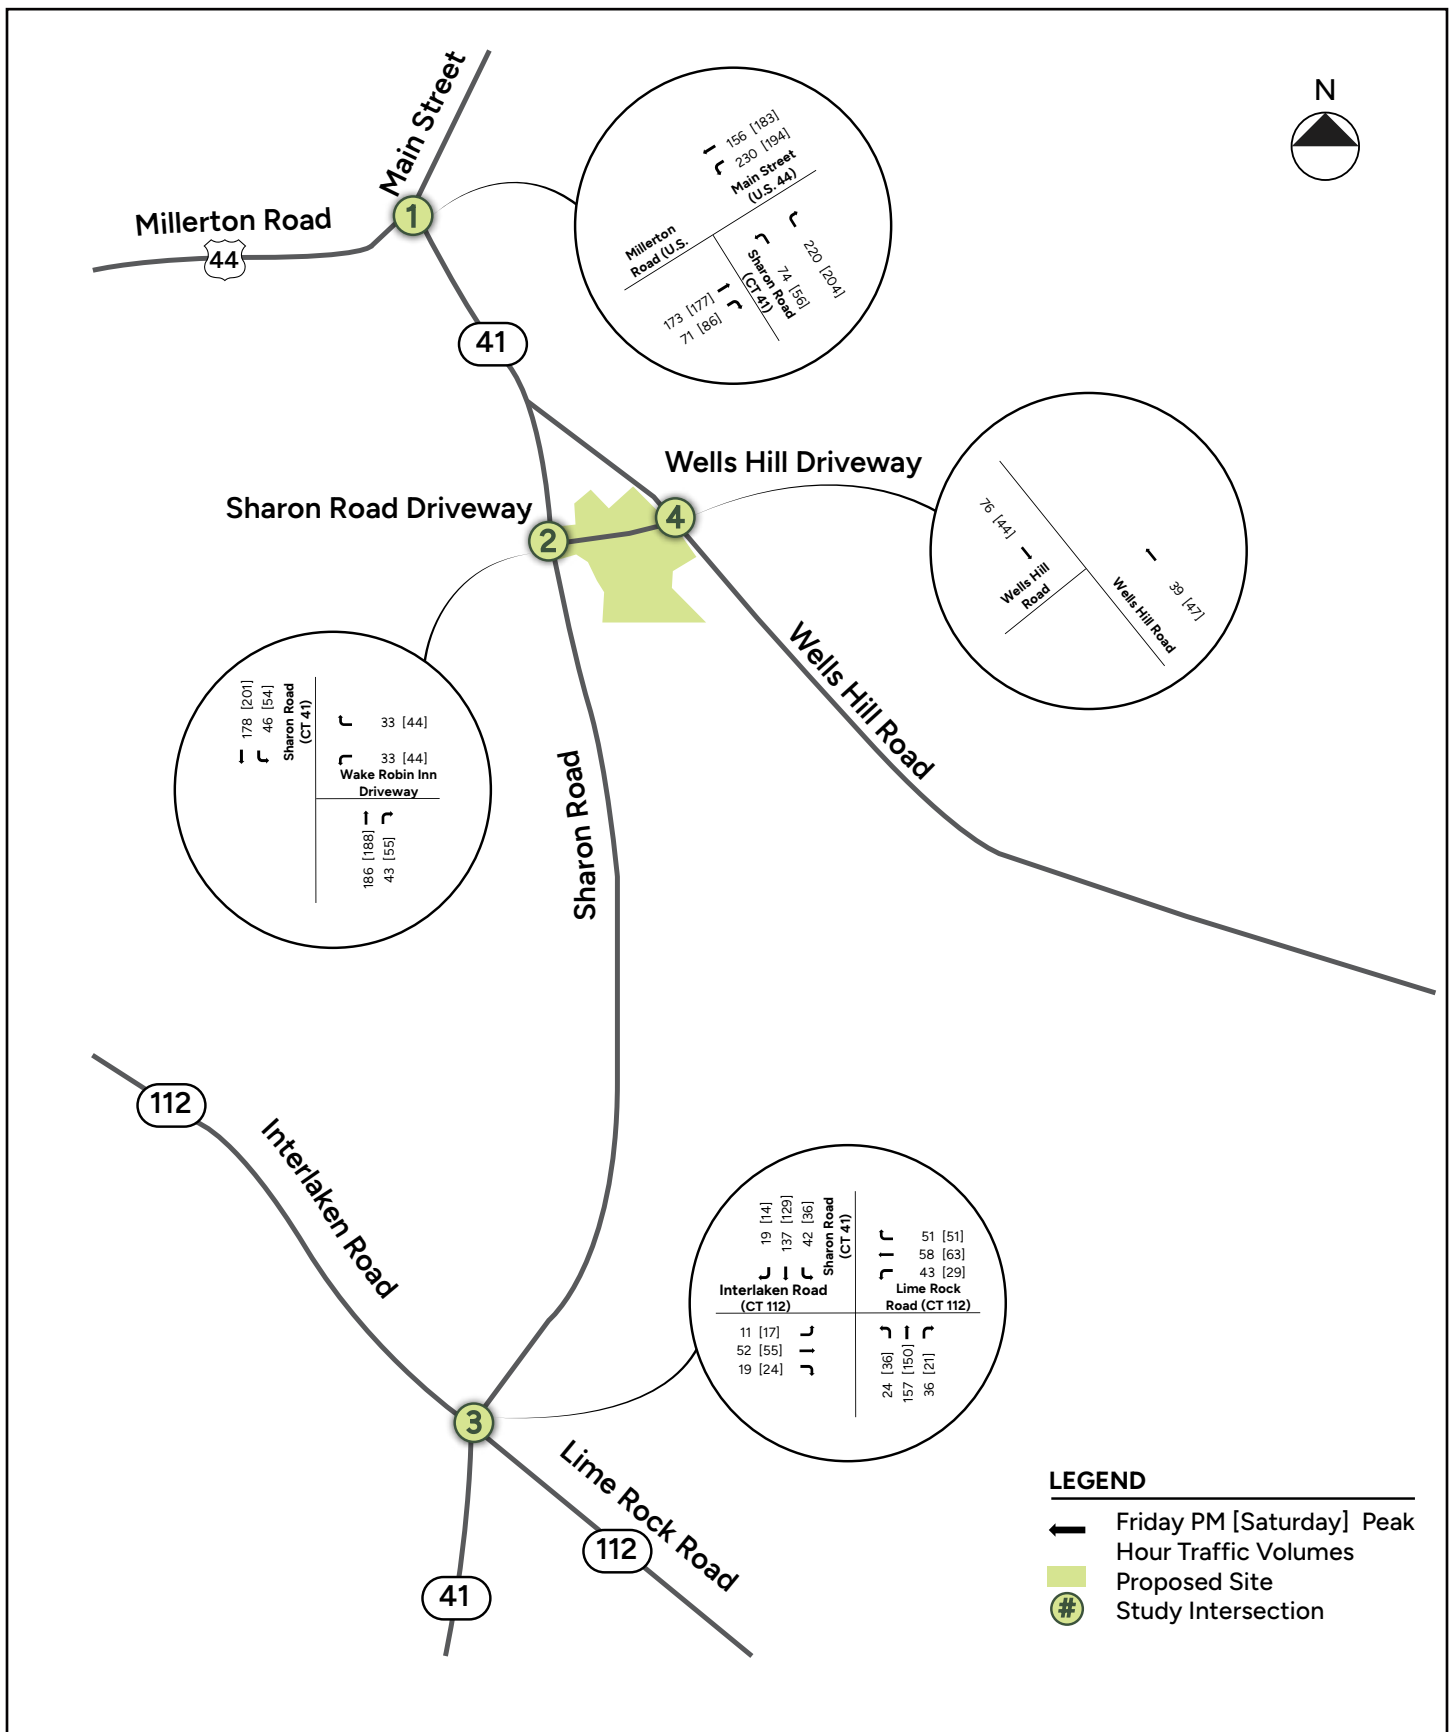 N
Main Street
Millerton Road
44
1
156 [183]
230 [194]
Main Street
(U.S. 44)
Millerton
Road (U.S.
220 [204]
74 [56]
Sharon Road
(CT 41)
173 [177]
71 [86]
41
Wells Hill Driveway
Sharon Road Driveway
2
4
76 [44]
Wells Hill
Road
39 [47]
Wells Hill Road
Wells Hill Road
178 [201]
46 [54]
Sharon Road
(CT 41)
33 [44]
33 [44]
Wake Robin Inn
Driveway
186 [188]
43 [55]
Sharon Road
112
Interlaken Road
19 [14]
137 [129]
42 [36]
Sharon Road
(CT 41)
51 [51]
58 [63]
43 [29]
Interlaken Road
(CT 112)
Lime Rock
Road (CT 112)
11 [17]
52 [55]
19 [24]
24 [36]
157 [150]
36 [21]
3
Lime Rock Road
112
41
LEGEND
Friday PM [Saturday] Peak
Hour Traffic Volumes
Proposed Site
# Study Intersection